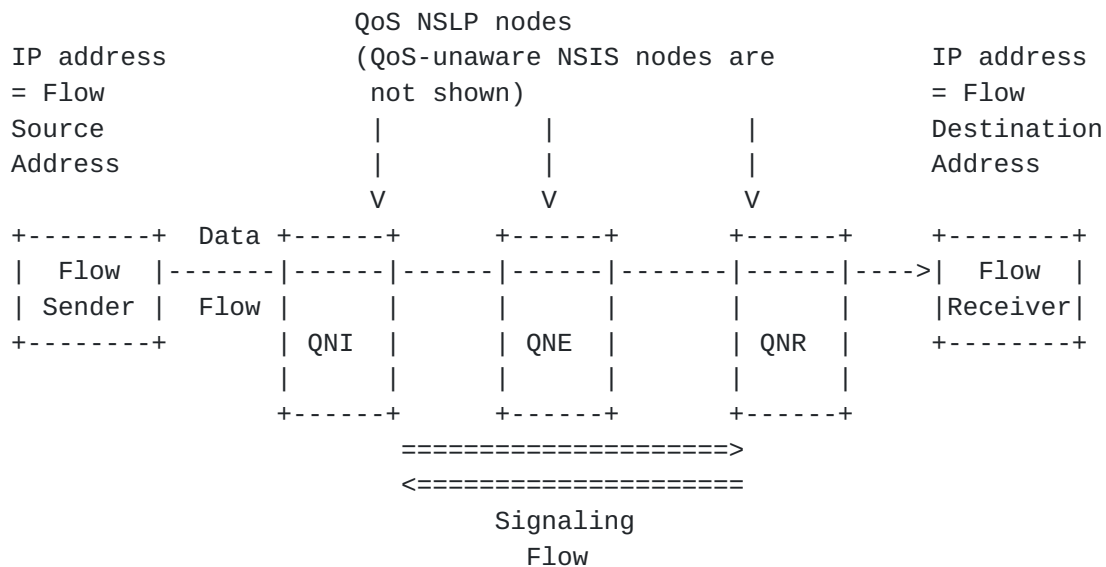 QoS NSLP nodes
IP address            (QoS-unaware NSIS nodes are          IP address
= Flow                 not shown)                          = Flow
Source                 |          |            |           Destination
Address                |          |            |           Address
                       V          V            V
+--------+  Data +------+      +------+       +------+     +--------+
|  Flow  |-------|------|------|------|-------|------|---->|  Flow  |
| Sender |  Flow |      |      |      |       |      |     |Receiver|
+--------+       | QNI  |      | QNE  |       | QNR  |     +--------+
                 |      |      |      |       |      |
                 +------+      +------+       +------+
                         =====================>
                         <=====================
                               Signaling
                                 Flow